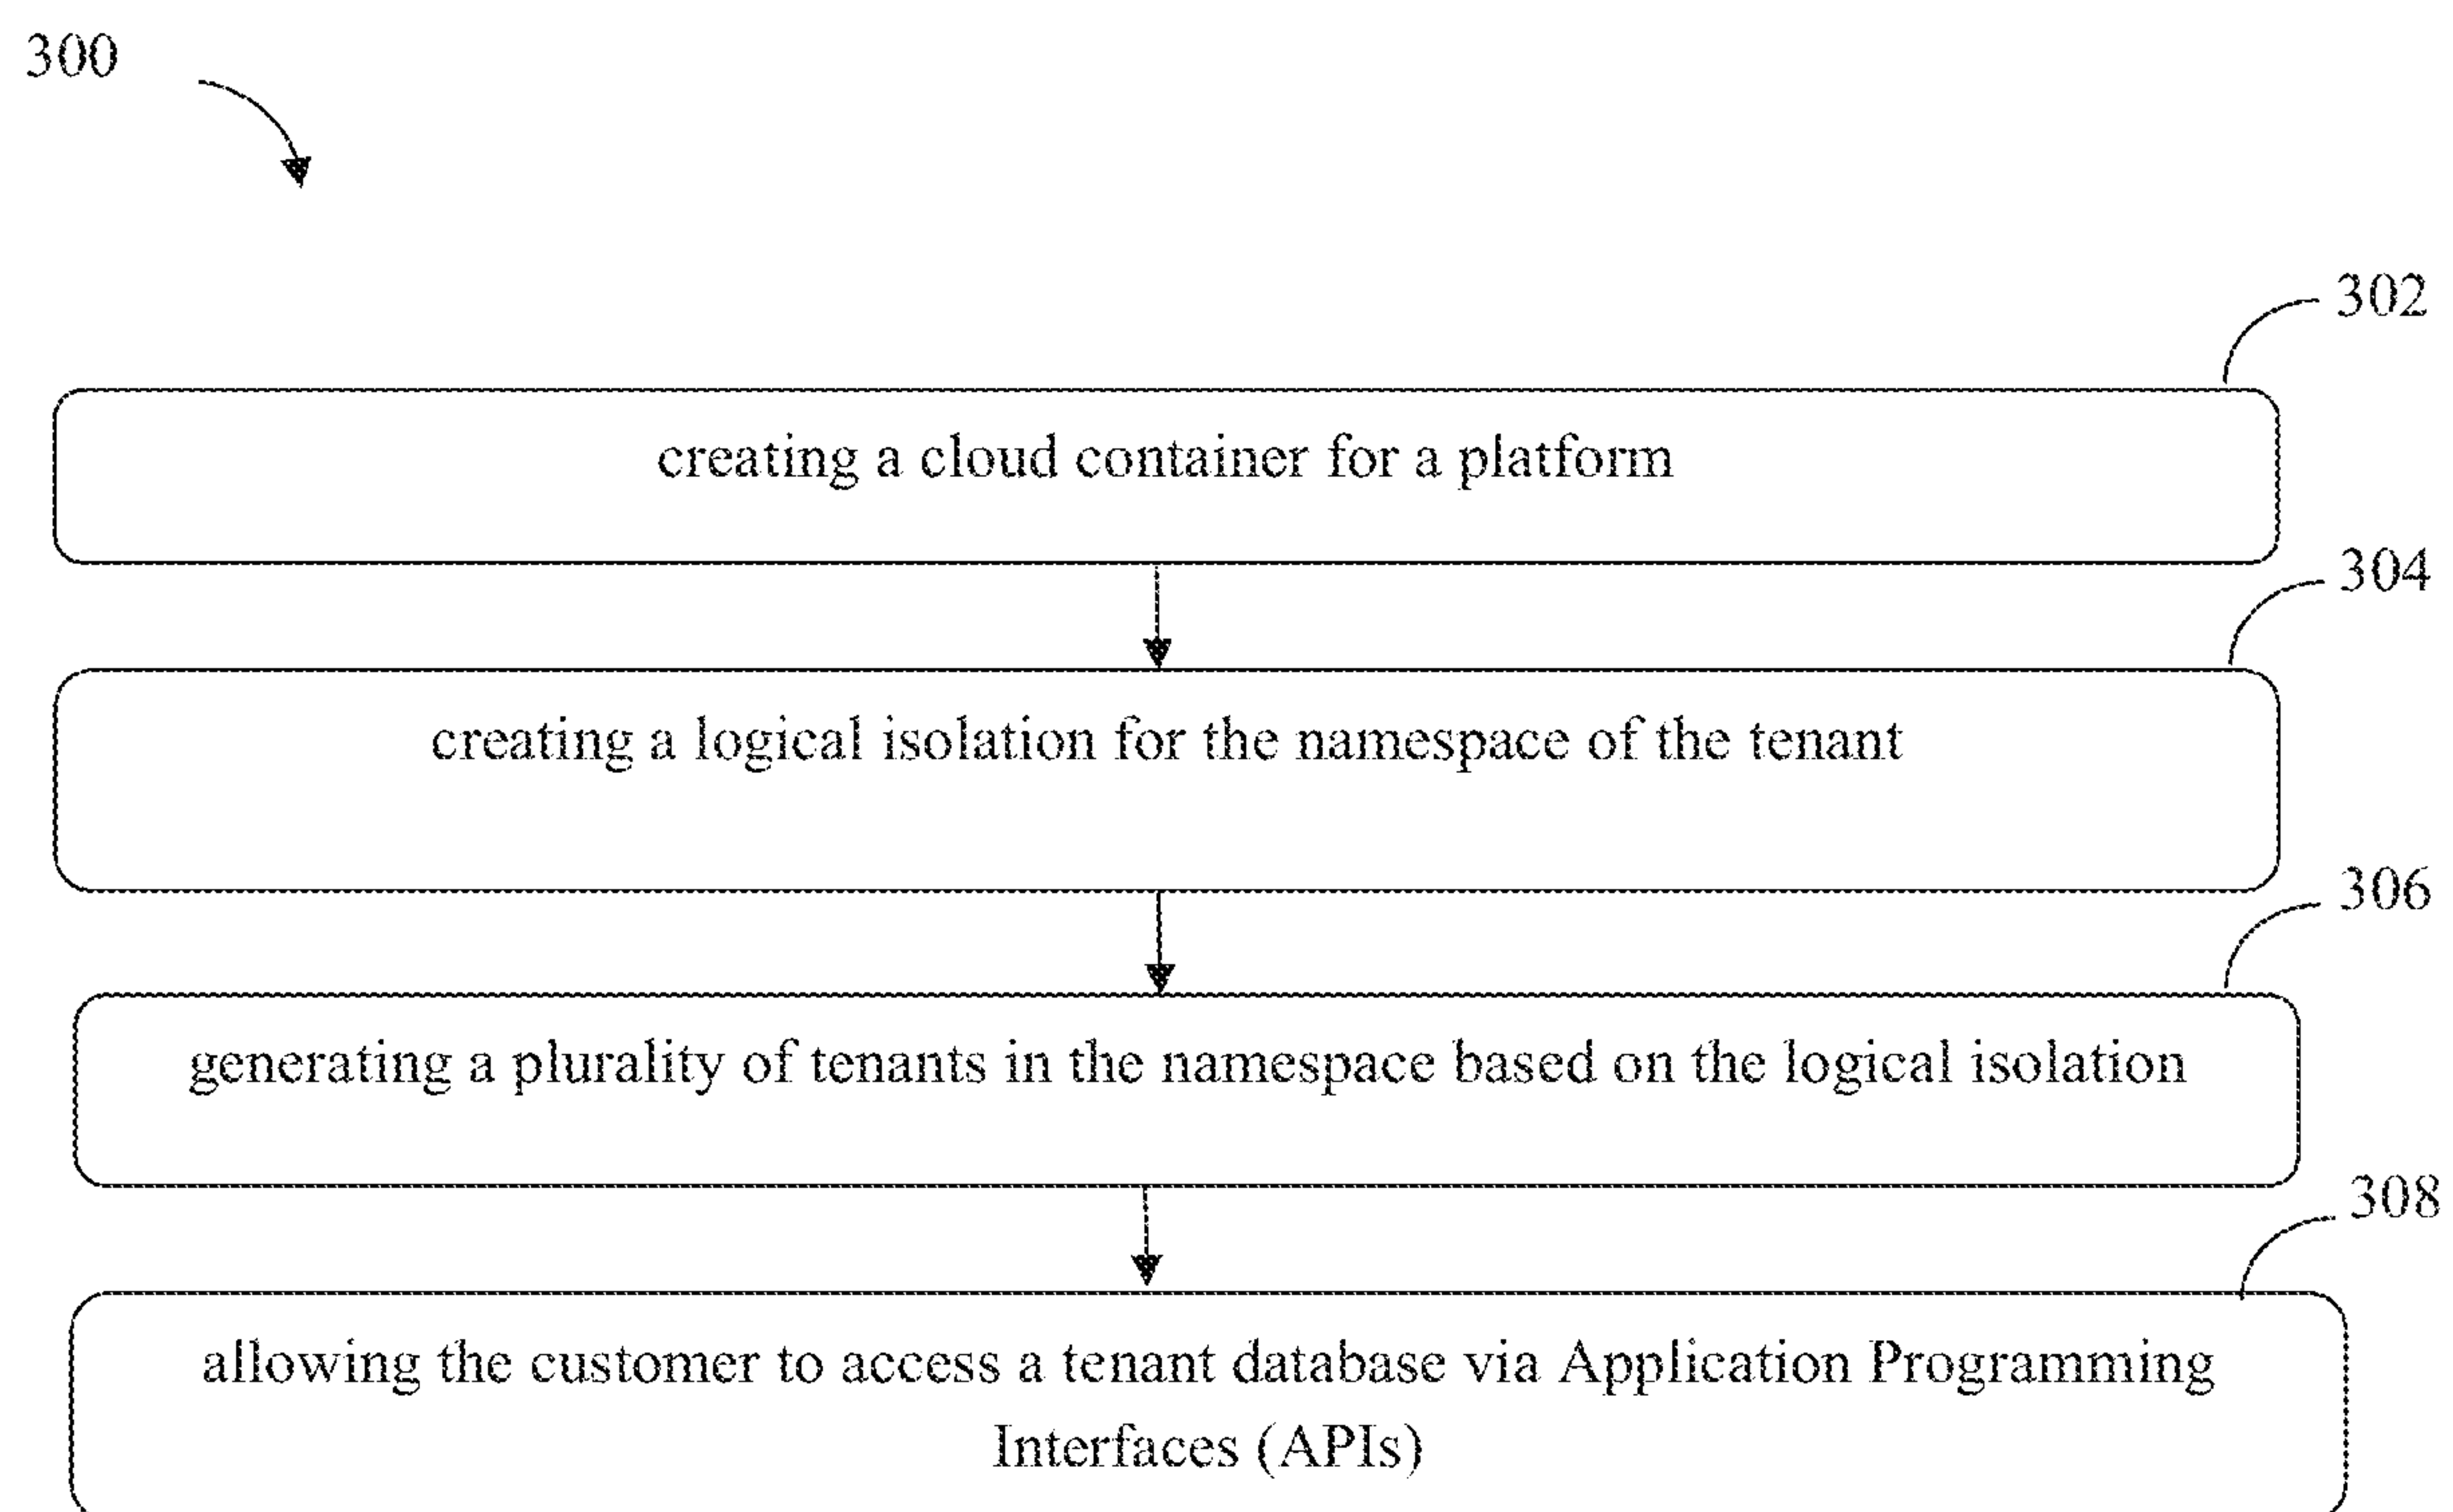 300
302
creating a cloud container for a platform
304
creating a logical isolation for the namespace of the tenant
306
generating a plurality of tenants in the namespace based on the logical isolation
308
allowing the customer to access a tenant database via Application Programming
Interfaces (APIs)